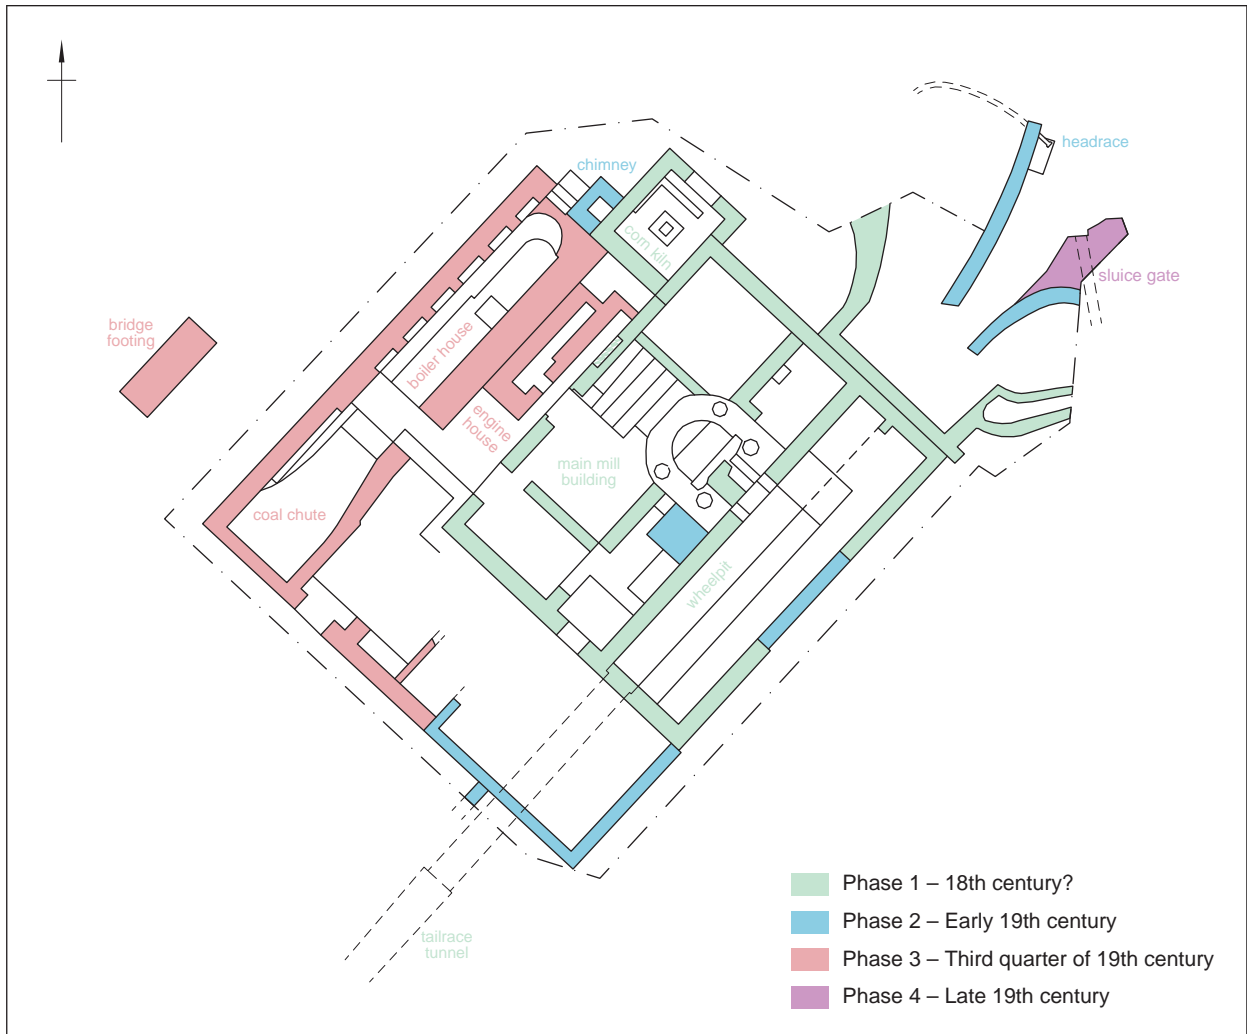 headrace
chimney
corn kiln
sluice gate
bridge
footing
boiler house
engine
house
main mill
building
coal chute
wheelpit
tailrace
tunnel
Phase 1 – 18th century?
Phase 2 – Early 19th century
Phase 3 – Third quarter of 19th century
Phase 4 – Late 19th century